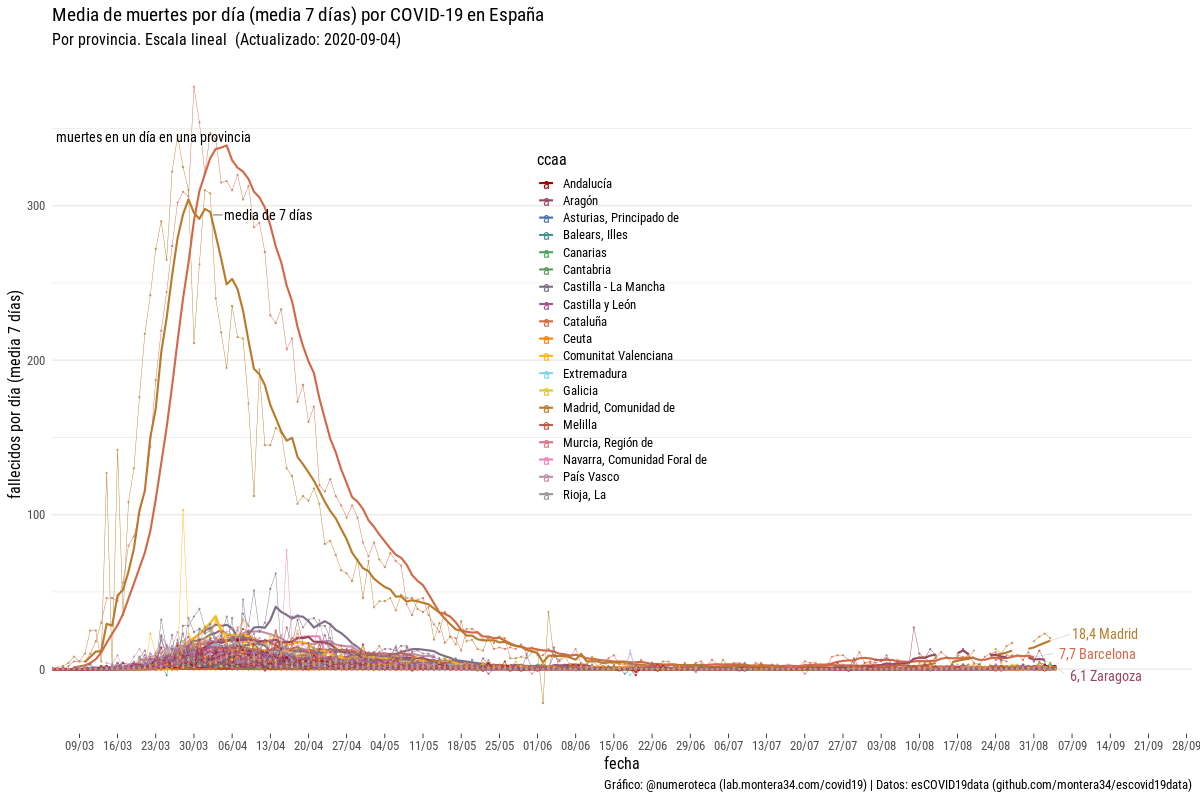 Media de muertes por día (media 7 días) por COVID-19 en España
Por provincia. Escala lineal  (Actualizado: 2020-09-04)
muertes en un día en una provincia
media de 7 días
ccaa
Andalucía
Aragón
Asturias, Principado de
Balears, Illes
Canarias
Cantabria
Castilla - La Mancha
Castilla y León
Cataluña
Ceuta
Comunitat Valenciana
Extremadura
Galicia
Madrid, Comunidad de
Melilla
Murcia, Región de
Navarra, Comunidad Foral de
País Vasco
Rioja, La
fallecidos por día (media 7 días)
300
200
100
0
18,4 Madrid
7,7 Barcelona
6,1 Zaragoza
09/03 16/03 23/03 30/03 06/04 13/04 20/04 27/04 04/05 11/05 18/05 25/05 01/06 08/06 15/06 22/06 29/06 06/07 13/07 20/07 27/07 03/08 10/08 17/08 24/08 31/08 07/09 14/09 21/09 28/09
fecha
Gráfico: @numeroteca (lab.montera34.com/covid19) | Datos: esCOVID19data (github.com/montera34/escovid19data)